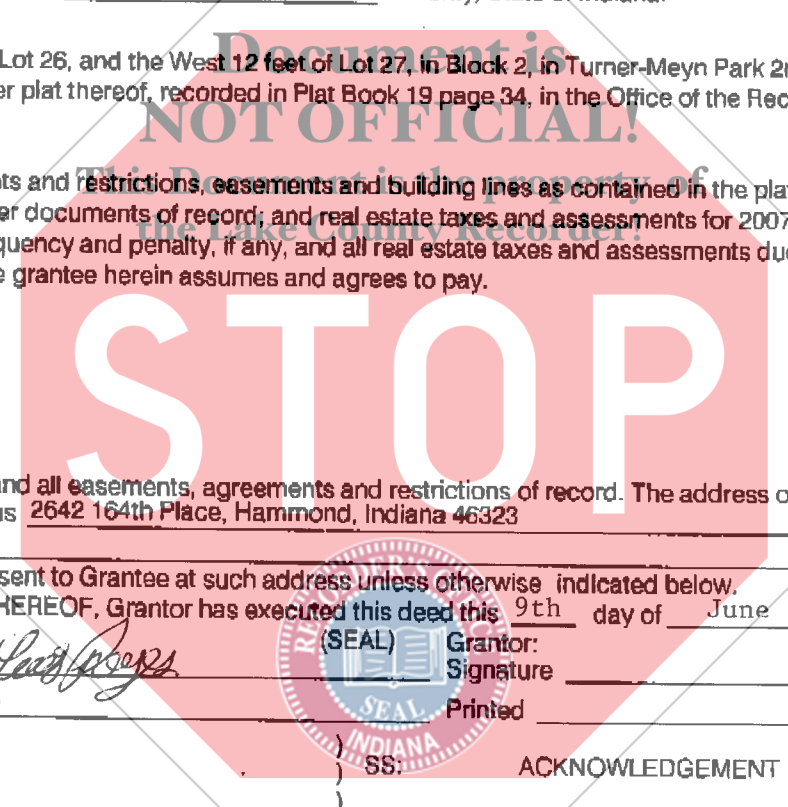 Document is
Lot 26, and the West 12 feet of Lot 27, in Block 2, in Turner-Meyn Park 2
er plat thereof, recorded in Plat Book 19 page 34, in the Office of the Rec
NOT OFFICIAL!
This Document is the property of
ts and restrictions, easements and building lines as contained in the pla
er documents of record; and real estate taxes and assessments for 2007
the Lake County Recorder!
quency and penalty, if any, and all real estate taxes and assessments du
e grantee herein assumes and agrees to pay.
STOP
and all easements, agreements and restrictions of record. The address o
as 2642 164th Place, Hammond, Indiana 46323
sent to Grantee at such address unless otherwise indicated below.
HEREOF, Grantor has executed this deed this 9th day of June
(SEAL) Grantor:
Signature
Printed
RECORDER'S OFFICE
SEAL
INDIANA
) SS: ACKNOWLEDGEMENT
)